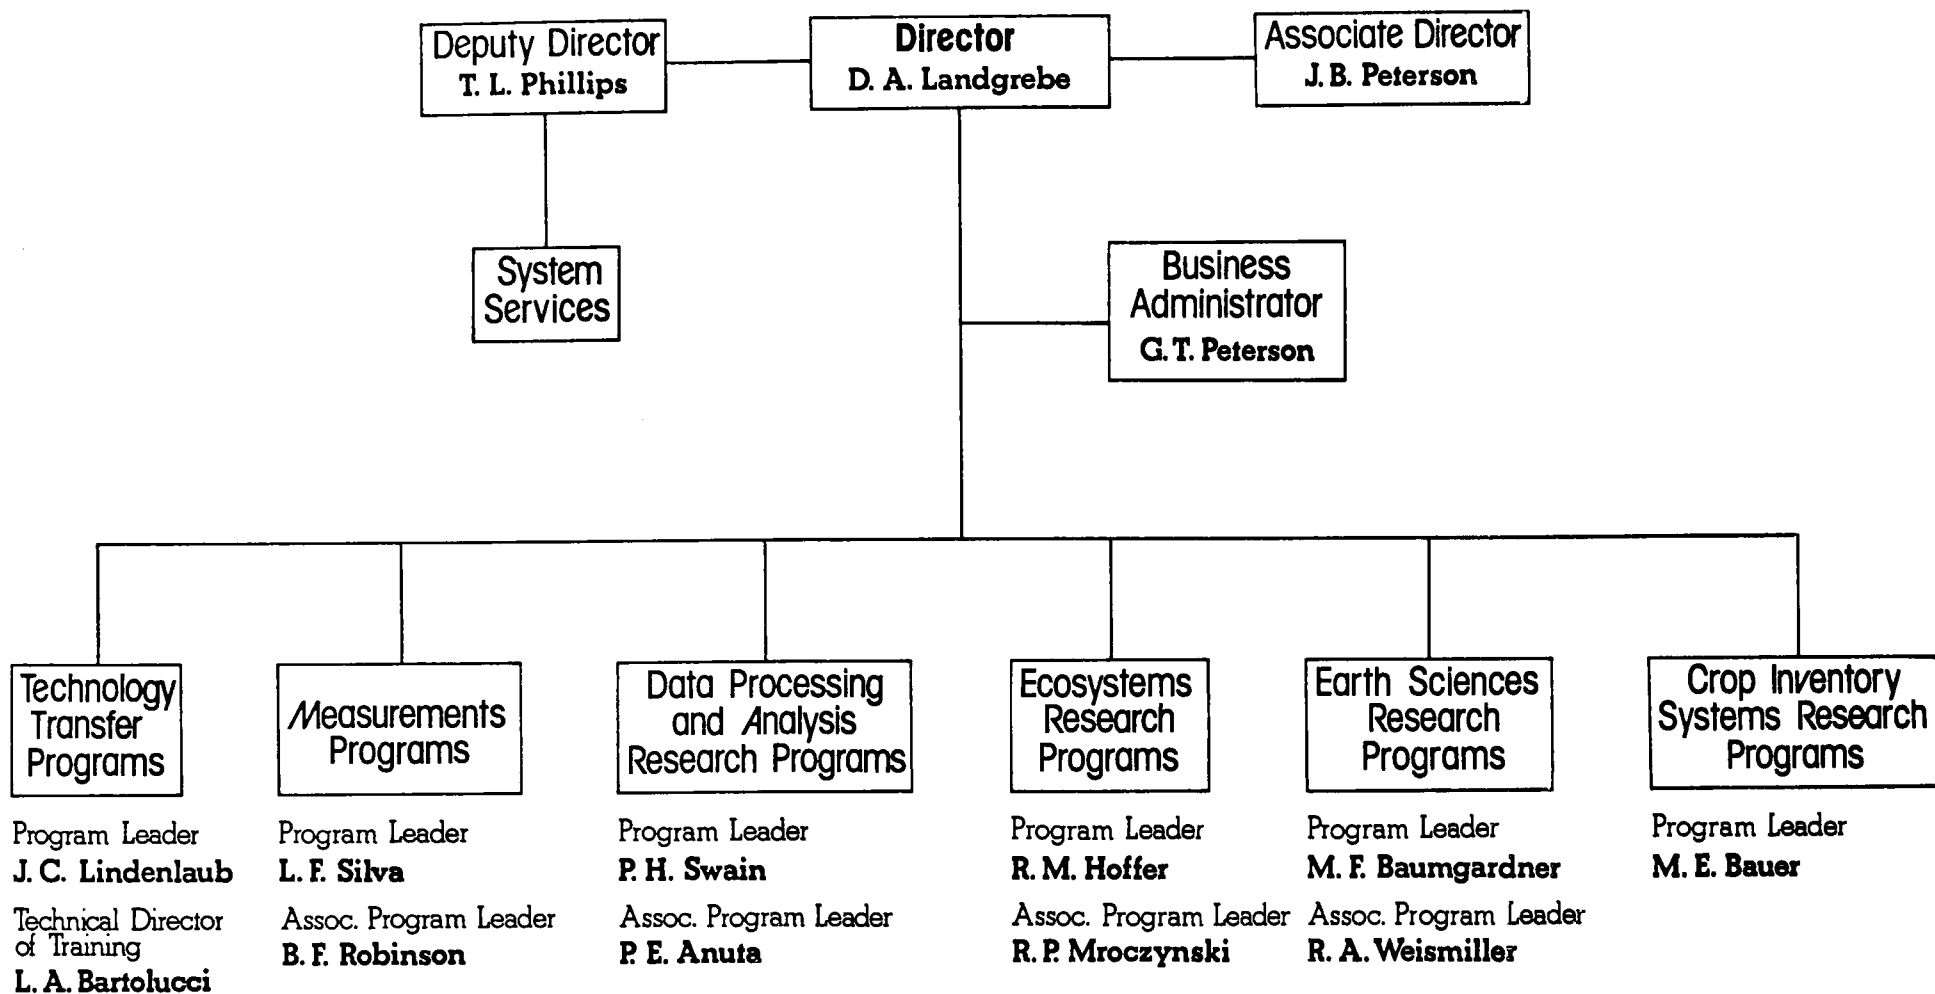 Deputy Director
T. L. Phillips
Director
D. A. Landgrebe
Associate Director
J. B. Peterson
System
Services
Business
Administrator
G. T. Peterson
Technology
Transfer
Programs
Program Leader
J. C. Lindenlaub
Technical Director
of Training
L. A. Bartolucci
Measurements
Programs
Program Leader
L. F. Silva
Assoc. Program Leader
B. F. Robinson
Data Processing
and Analysis
Research Programs
Program Leader
P. H. Swain
Assoc. Program Leader
P. E. Anuta
Ecosystems
Research
Programs
Program Leader
R. M. Hoffer
Assoc. Program Leader
R. P. Mroczynski
Earth Sciences
Research
Programs
Program Leader
M. F. Baumgardner
Assoc. Program Leader
R. A. Weismiller
Crop Inventory
Systems Research
Programs
Program Leader
M. E. Bauer